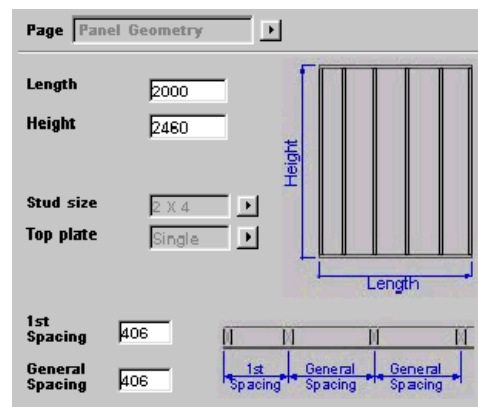 Page Panel Geometry
Length 2000
Height 2460
Height
Stud size 2 X 4
Top plate Single
Length
1st
Spacing 406
General
Spacing 406
1st General General
Spacing Spacing Spacing